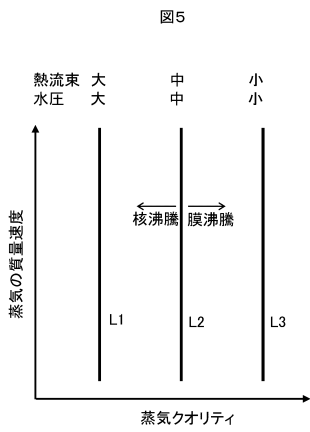 図5
熱流束 大 中 小
水圧 大 中 小
蒸気の質量速度
核沸騰 膜沸騰
L1 L2 L3
蒸気クオリティ